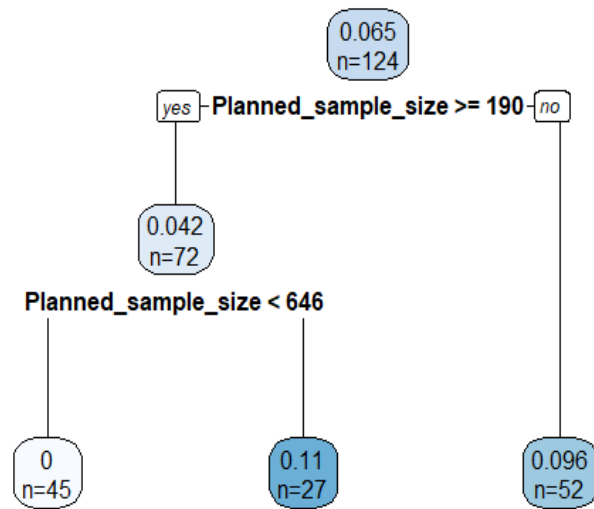 0.065
n=124
yes Planned_sample_size >= 190 no
0.042
n=72
Planned_sample_size < 646
0 0.11 0.096
n=45 n=27 n=52